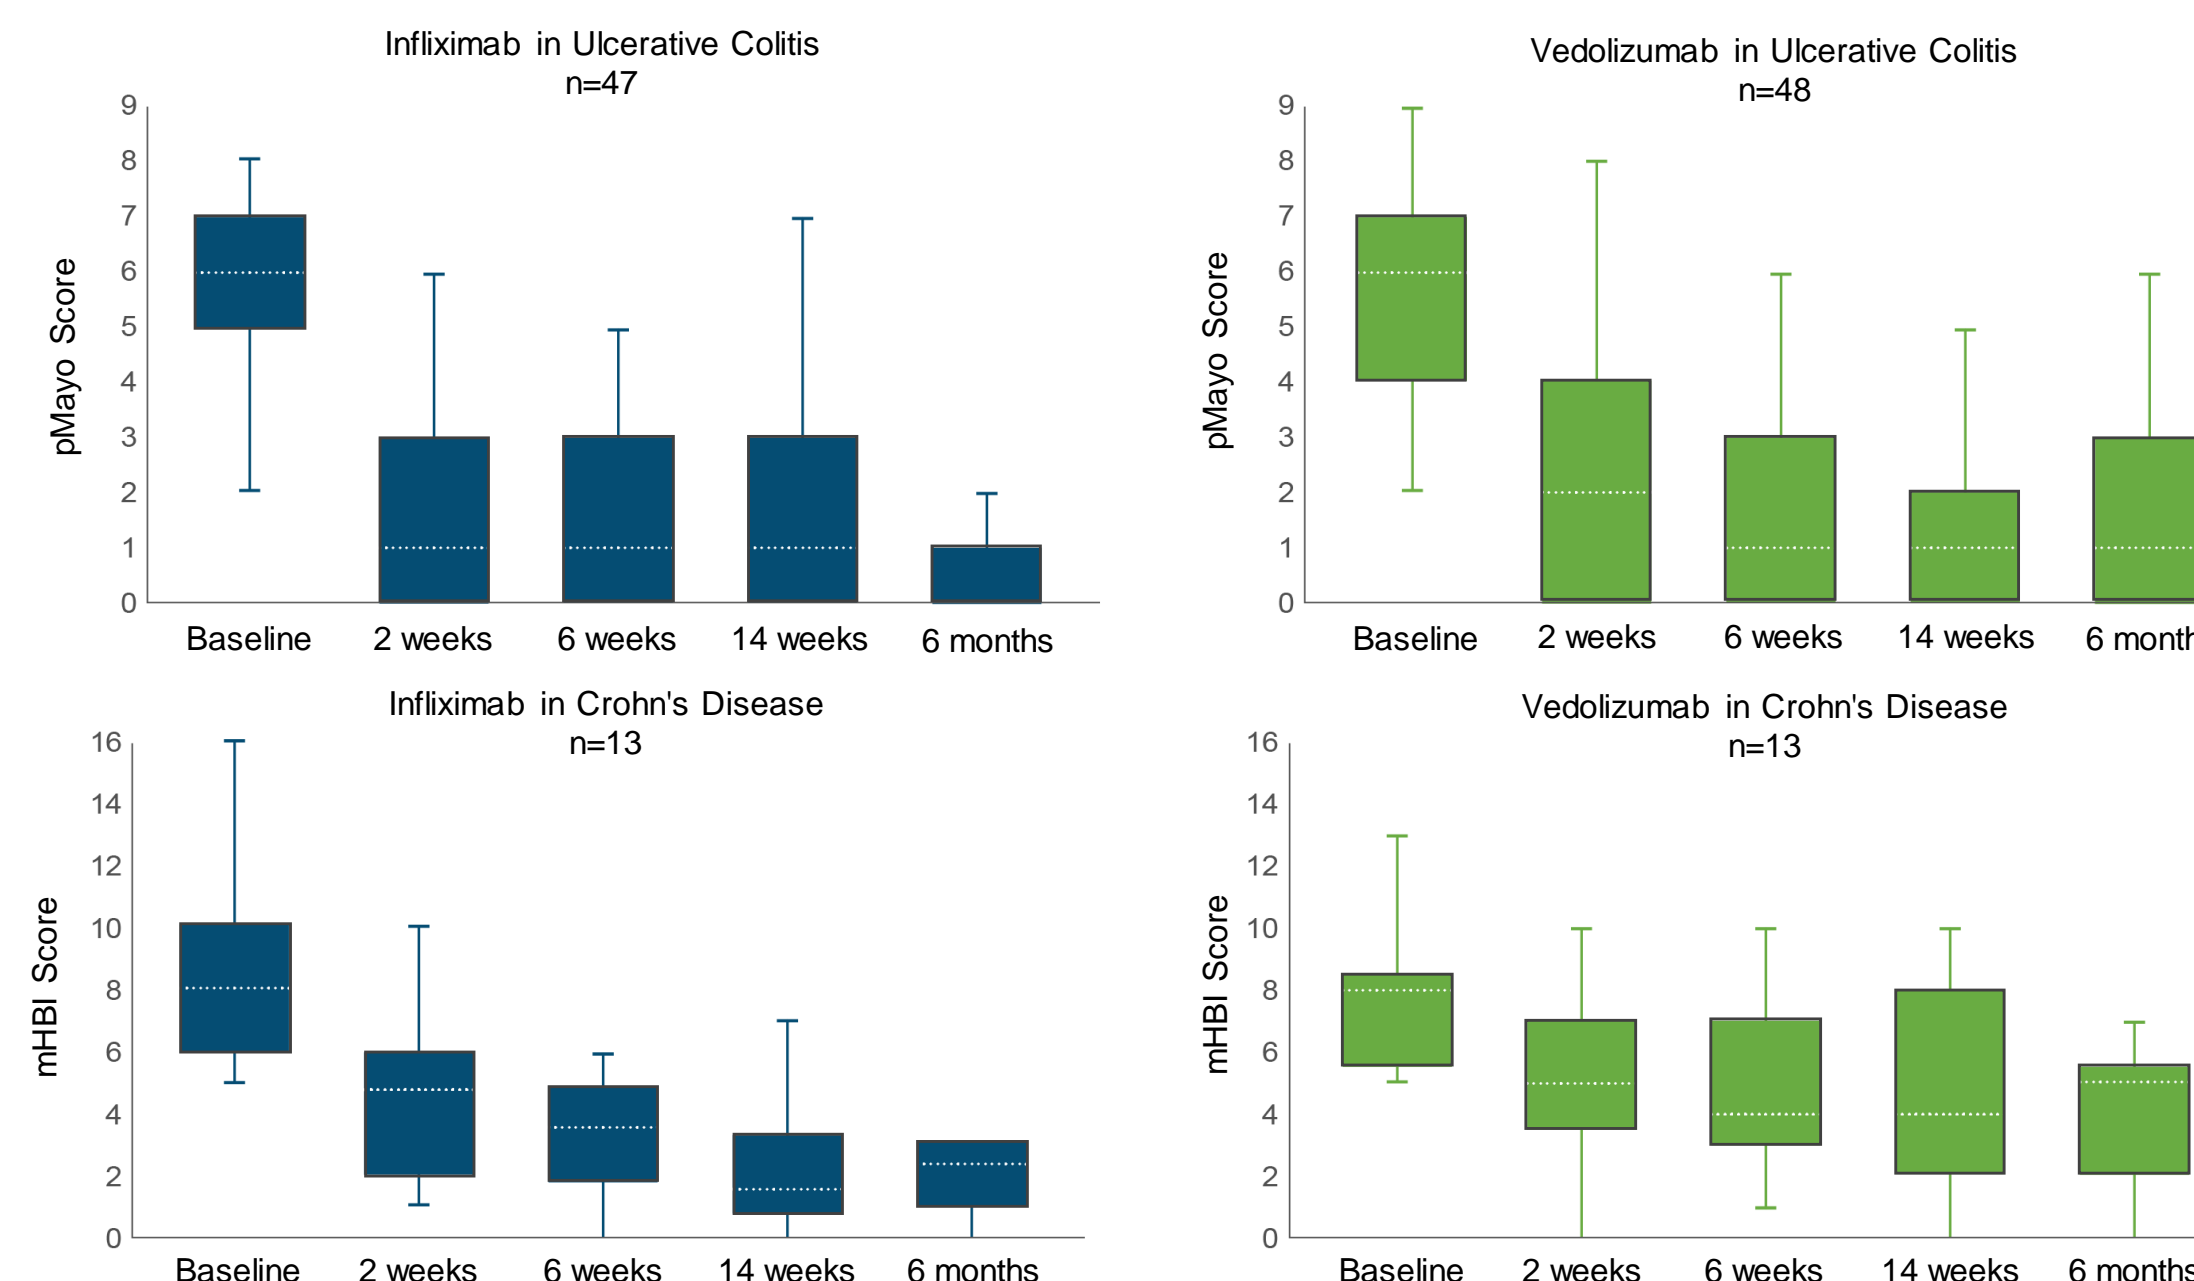 Infliximab in Ulcerative Colitis
n=47
pMayo Score
9
8
7
6
5
4
3
2
1
0
Baseline 2 weeks 6 weeks 14 weeks 6 months
Vedolizumab in Ulcerative Colitis
n=48
pMayo Score
9
8
7
6
5
4
3
2
1
0
Baseline 2 weeks 6 weeks 14 weeks 6 month
Infliximab in Crohn's Disease
n=13
mHBI Score
16
14
12
10
8
6
4
2
0
Baseline 2 weeks 6 weeks 14 weeks 6 months
Vedolizumab in Crohn's Disease
n=13
mHBI Score
16
14
12
10
8
6
4
2
0
Baseline 2 weeks 6 weeks 14 weeks 6 months